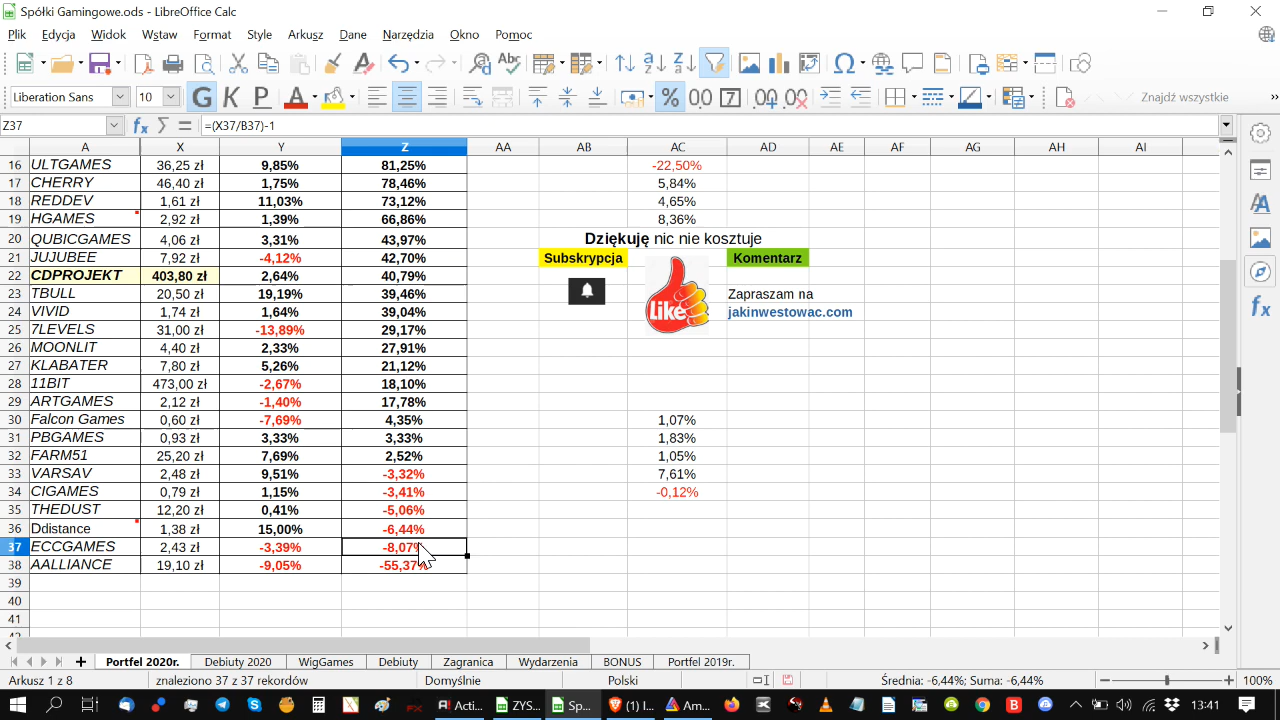 Spółki Gamingowe.ods - LibreOffice Calc
Plik Edycja Widok Wstaw Format Style Arkusz Dane Narzędzia Okno Pomoc
Liberation Sans 10 G K P A % 00 7 Znajdź wszystkie
Z37 fx Σ = =(X37/B37)-1
A X Y Z AA AB AC AD AE AF AG AH AI
16 ULTGAMES 36,25 zł 9,85% 81,25% -22,50%
17 CHERRY 46,40 zł 1,75% 78,46% 5,84%
18 REDDEV 1,61 zł 11,03% 73,12% 4,65%
19 HGAMES 2,92 zł 1,39% 66,86% 8,36%
20 QUBICGAMES 4,06 zł 3,31% 43,97% Dziękuję nic nie kosztuje
21 JUJUBEE 7,92 zł -4,12% 42,70% Subskrypcja Komentarz
22 CDPROJEKT 403,80 zł 2,64% 40,79%
23 TBULL 20,50 zł 19,19% 39,46% Like Zapraszam na
24 VIVID 1,74 zł 1,64% 39,04% jakinwestowac.com
25 7LEVELS 31,00 zł -13,89% 29,17%
26 MOONLIT 4,40 zł 2,33% 27,91%
27 KLABATER 7,80 zł 5,26% 21,12%
28 11BIT 473,00 zł -2,67% 18,10%
29 ARTGAMES 2,12 zł -1,40% 17,78%
30 Falcon Games 0,60 zł -7,69% 4,35% 1,07%
31 PBGAMES 0,93 zł 3,33% 3,33% 1,83%
32 FARM51 25,20 zł 7,69% 2,52% 1,05%
33 VARSAV 2,48 zł 9,51% -3,32% 7,61%
34 CIGAMES 0,79 zł 1,15% -3,41% -0,12%
35 THEDUST 12,20 zł 0,41% -5,06%
36 Ddistance 1,38 zł 15,00% -6,44%
37 ECCGAMES 2,43 zł -3,39% -8,07%
38 AALLIANCE 19,10 zł -9,05% -55,37%
39
40
41
Portfel 2020r. Debiuty 2020 WigGames Debiuty Zagranica Wydarzenia BONUS Portfel 2019r.
Arkusz 1 z 8 znaleziono 37 z 37 rekordów Domyślnie Polski Średnia: -6,44%; Suma: -6,44% 100%
A! Acti... ZYS... Sp... (1) I... Am... 13:41